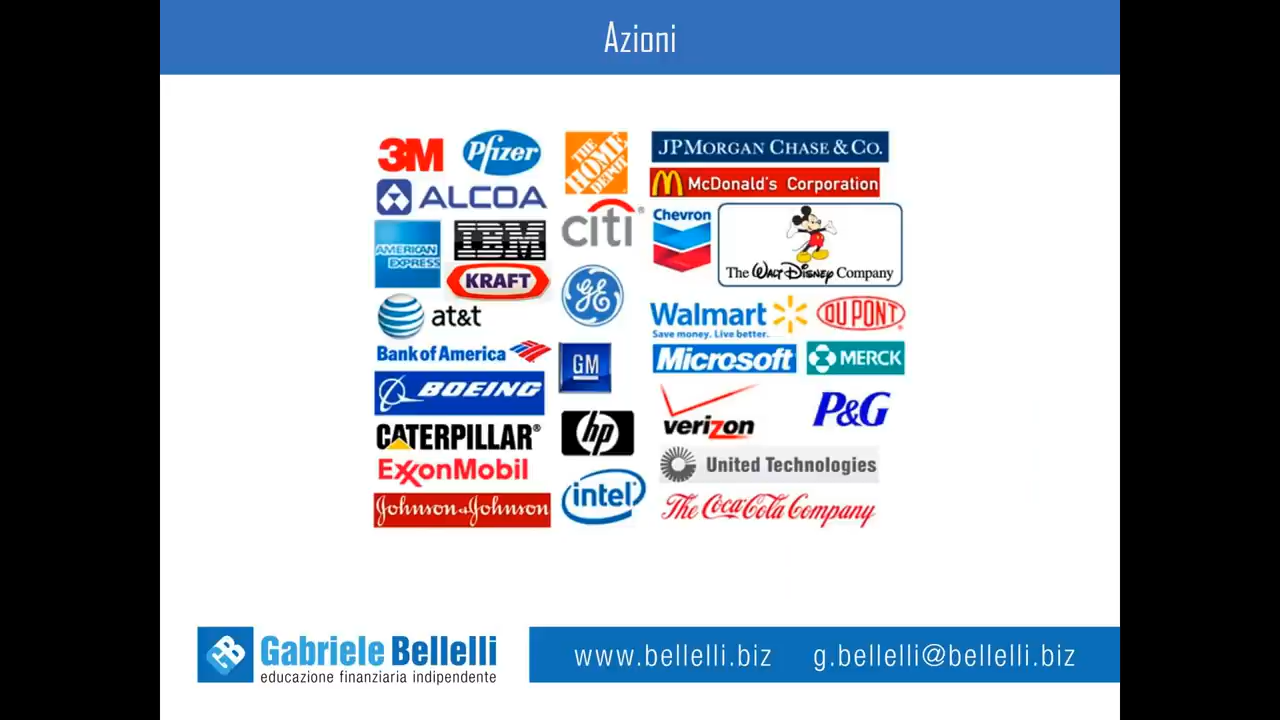 Azioni
3M
Pfizer
THE HOME DEPOT
JPMORGAN CHASE & CO.
McDonald's Corporation
ALCOA
citi®
Chevron
AMERICAN EXPRESS
IBM
The WALT DISNEY Company
KRAFT
GE
at&t
Walmart
Save money. Live better.
DU PONT®
Bank of America
GM
Microsoft
MERCK
BOEING
verizon
P&G
CATERPILLAR®
hp
ExxonMobil
United Technologies
Johnson & Johnson
intel®
The Coca-Cola Company
Gabriele Bellelli
educazione finanziaria indipendente
www.bellelli.biz
g.bellelli@bellelli.biz